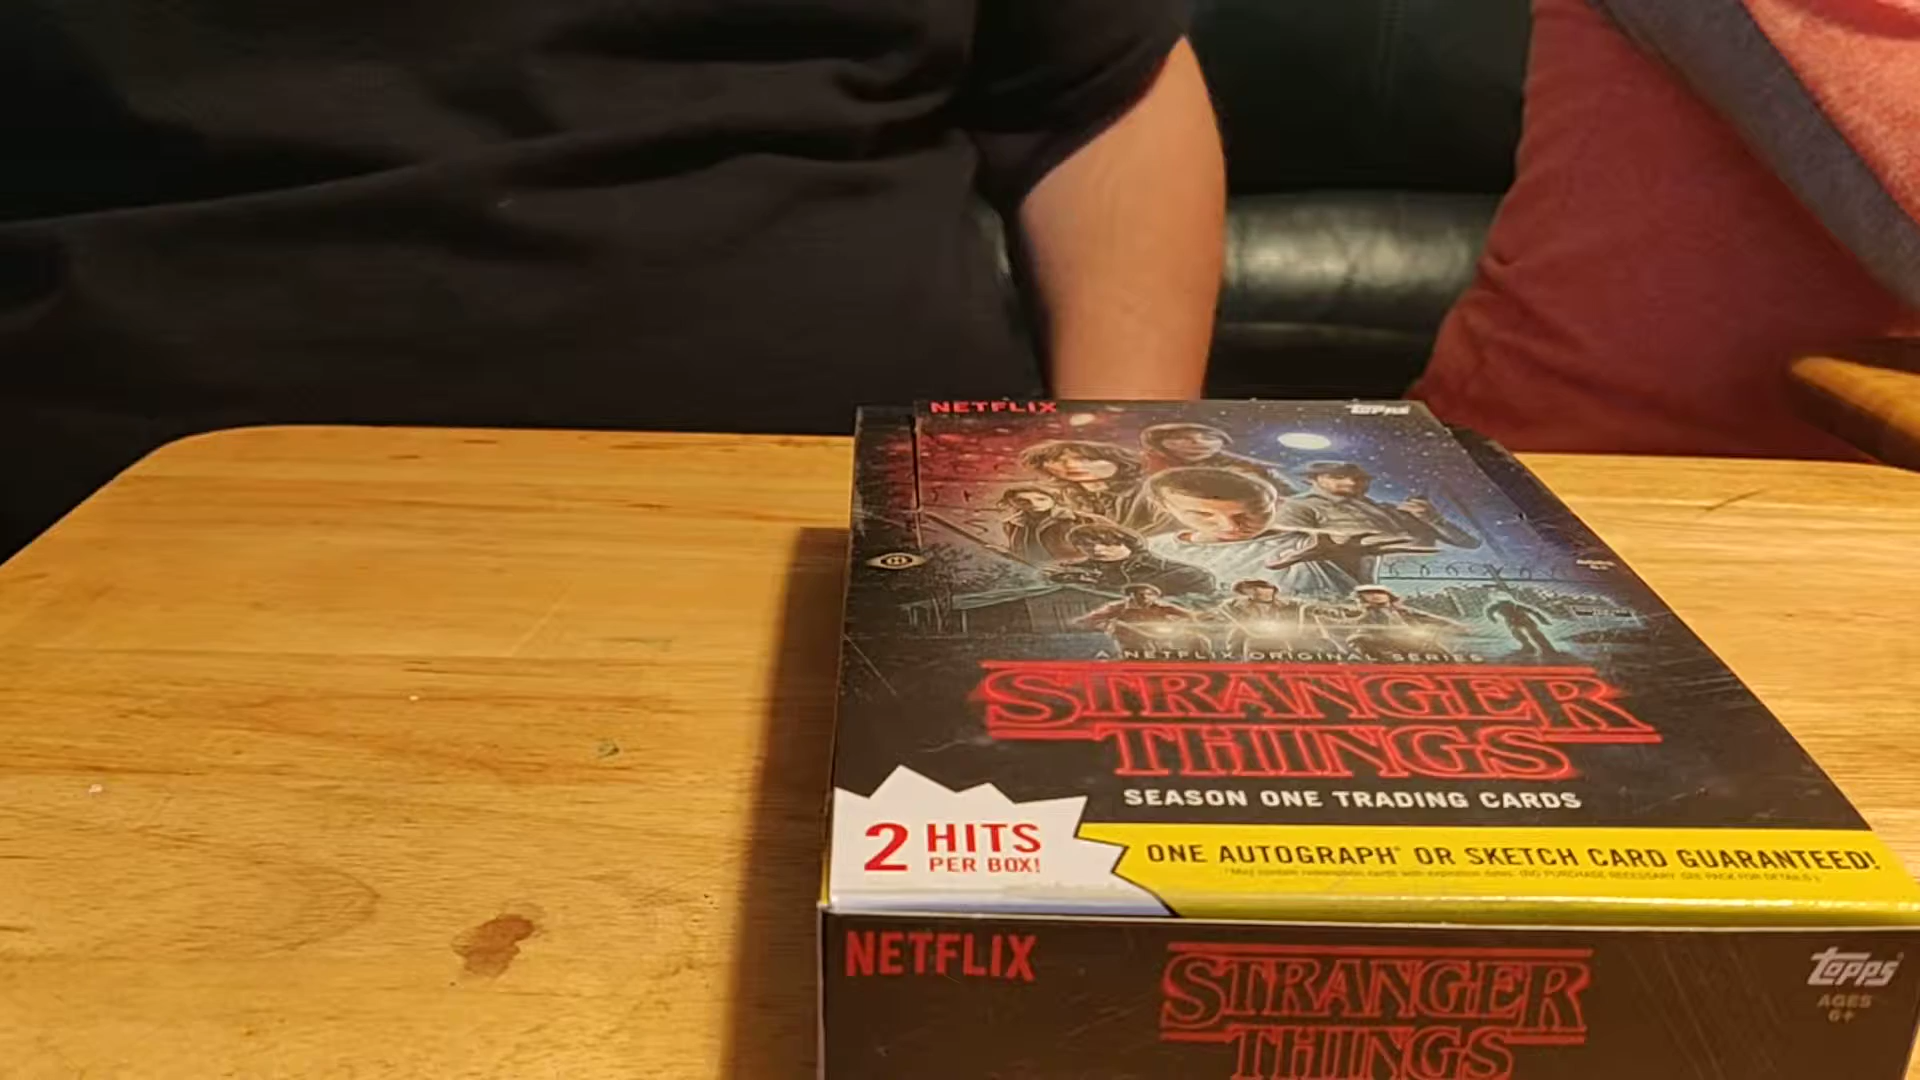 NETFLIX
topps
A NETFLIX ORIGINAL SERIES
STRANGER
THINGS
SEASON ONE TRADING CARDS
2 HITS
PER BOX!
ONE AUTOGRAPH* OR SKETCH CARD GUARANTEED!
NETFLIX
STRANGER
THINGS
topps
AGES
6+